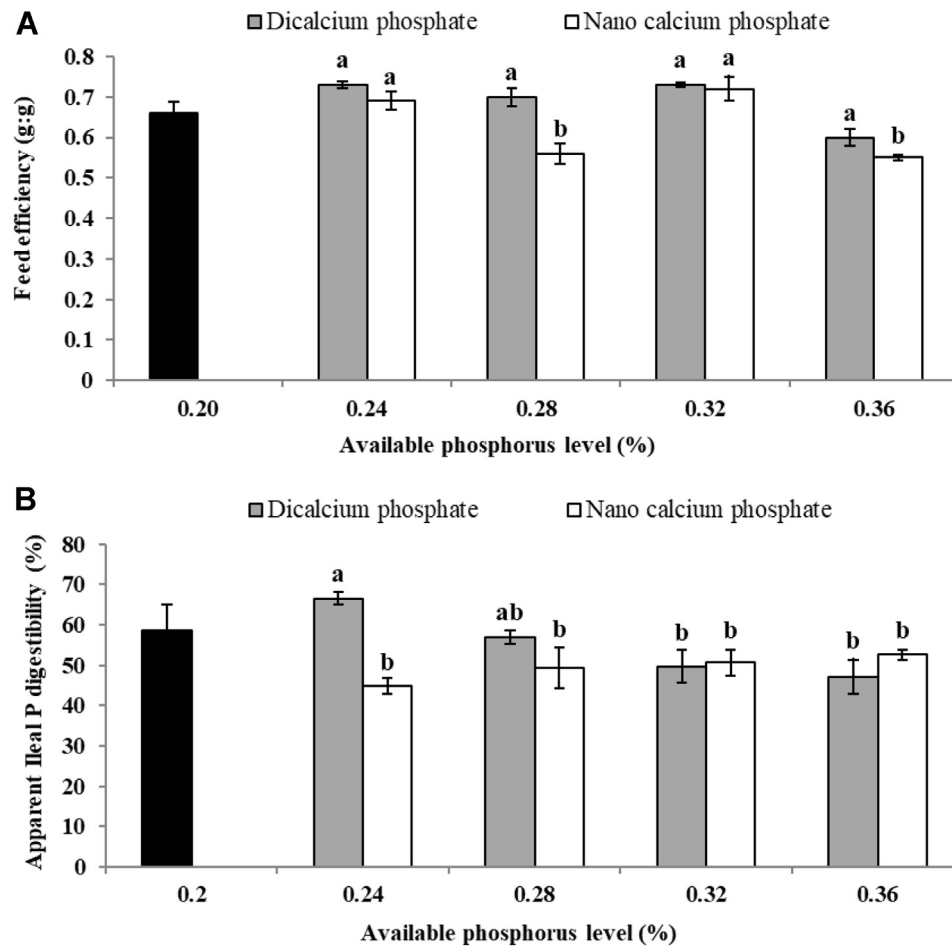 A
Dicalcium phosphate Nano calcium phosphate
0.8
0.7
0.6
0.5
0.4
0.3
0.2
0.1
0
Feed efficiency (g:g)
a a a b a a a b
0.20 0.24 0.28 0.32 0.36
Available phosphorus level (%)
B
Dicalcium phosphate Nano calcium phosphate
80
70
60
50
40
30
20
10
0
Apparent Ileal P digestibility (%)
a b ab b b b b b
0.2 0.24 0.28 0.32 0.36
Available phosphorus level (%)